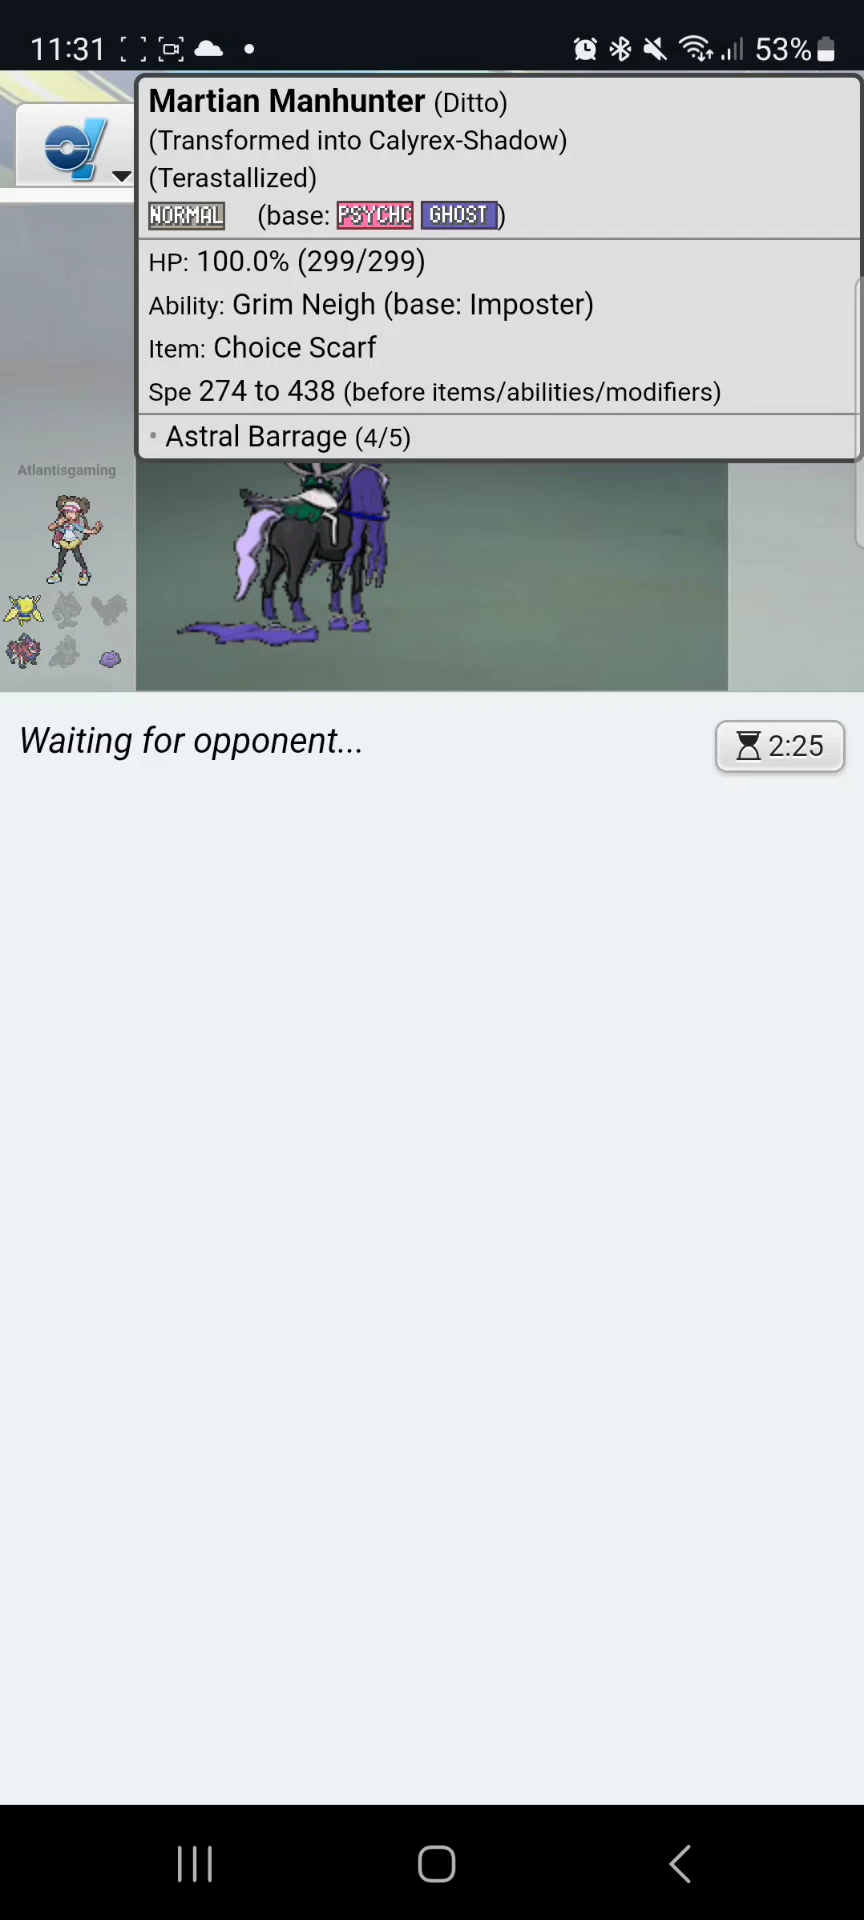 11:31 53%
Martian Manhunter (Ditto)
(Transformed into Calyrex-Shadow)
(Terastallized)
NORMAL (base: PSYCHC GHOST)
HP: 100.0% (299/299)
Ability: Grim Neigh (base: Imposter)
Item: Choice Scarf
Spe 274 to 438 (before items/abilities/modifiers)
• Astral Barrage (4/5)
Atlantisgaming
Waiting for opponent...
2:25